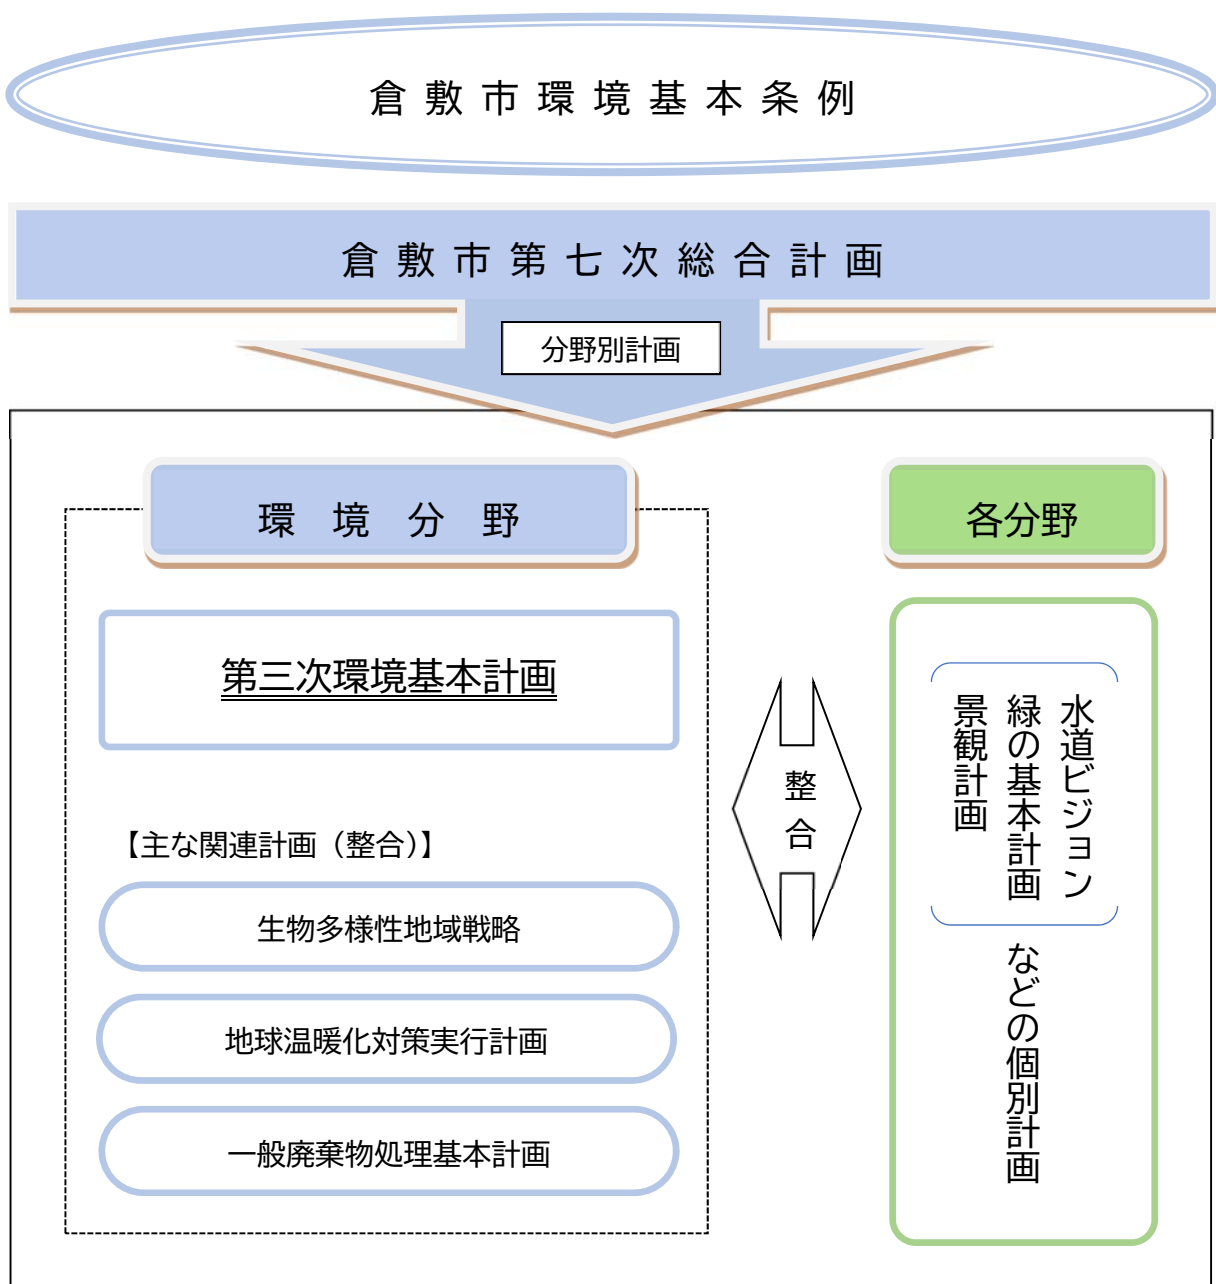 倉敷市環境基本条例
倉敷市第七次総合計画
分野別計画
環境分野
第三次環境基本計画
【主な関連計画（整合）】
生物多様性地域戦略
地球温暖化対策実行計画
一般廃棄物処理基本計画
整合
各分野
水道ビジョン
緑の基本計画
景観計画
などの個別計画